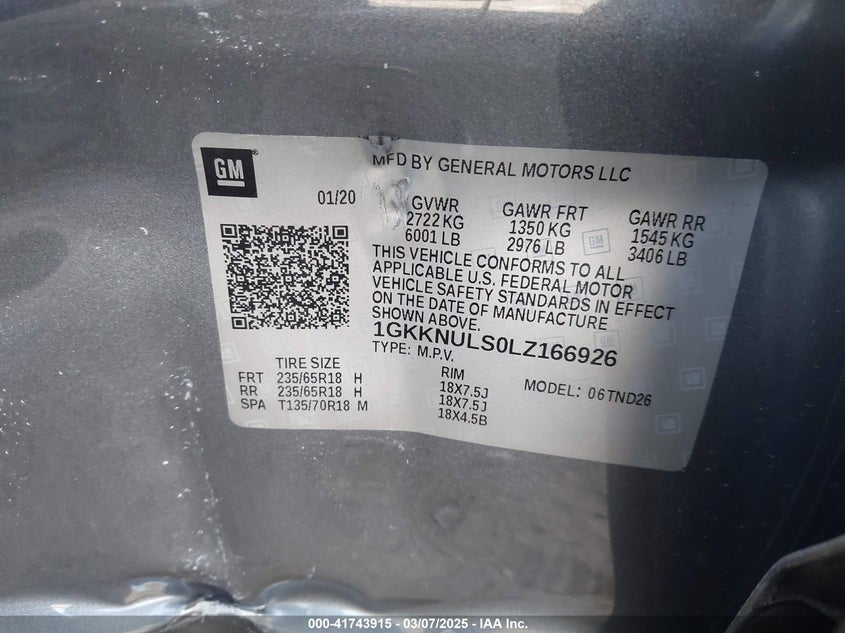 GM
MFD BY GENERAL MOTORS LLC
01/20
GVWR GAWR FRT GAWR RR
2722 KG 1350 KG 1545 KG
6001 LB 2976 LB 3406 LB
THIS VEHICLE CONFORMS TO ALL
APPLICABLE U.S. FEDERAL MOTOR
VEHICLE SAFETY STANDARDS IN EFFECT
ON THE DATE OF MANUFACTURE
SHOWN ABOVE.
1GKKNULS0LZ166926
TYPE: M.P.V.
TIRE SIZE RIM MODEL: 06TND26
FRT 235/65R18 H 18X7.5J
RR 235/65R18 H 18X7.5J
SPA T135/70R18 M 18X4.5B
000-41743915 - 03/07/2025 - IAA Inc.